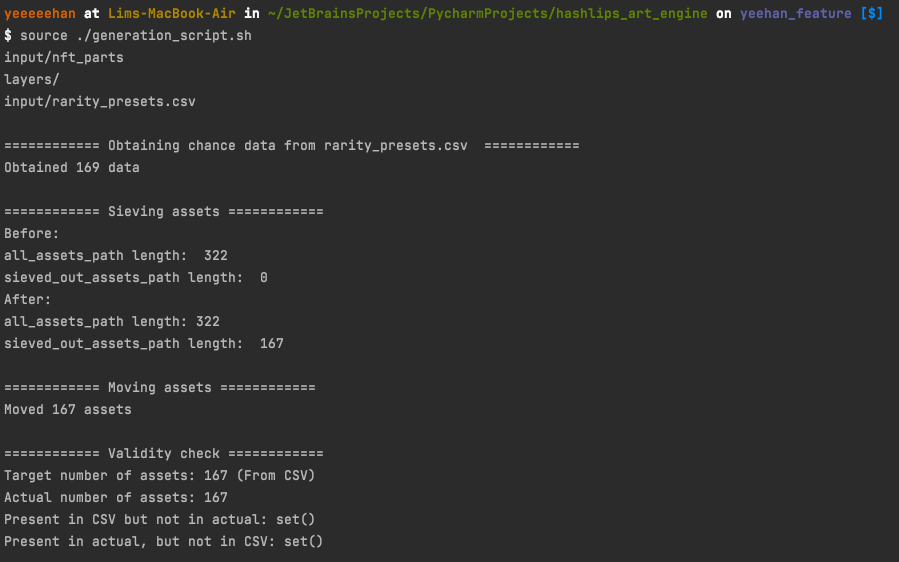 yeeeeehan at Lims-MacBook-Air in ~/JetBrainsProjects/PycharmProjects/hashlips_art_engine on yeehan_feature [$]
$ source ./generation_script.sh
input/nft_parts
layers/
input/rarity_presets.csv
============ Obtaining chance data from rarity_presets.csv  ============
Obtained 169 data
============ Sieving assets ============
Before:
all_assets_path length:  322
sieved_out_assets_path length:  0
After:
all_assets_path length: 322
sieved_out_assets_path length:  167
============ Moving assets ============
Moved 167 assets
============ Validity check ============
Target number of assets: 167 (From CSV)
Actual number of assets: 167
Present in CSV but not in actual: set()
Present in actual, but not in CSV: set()